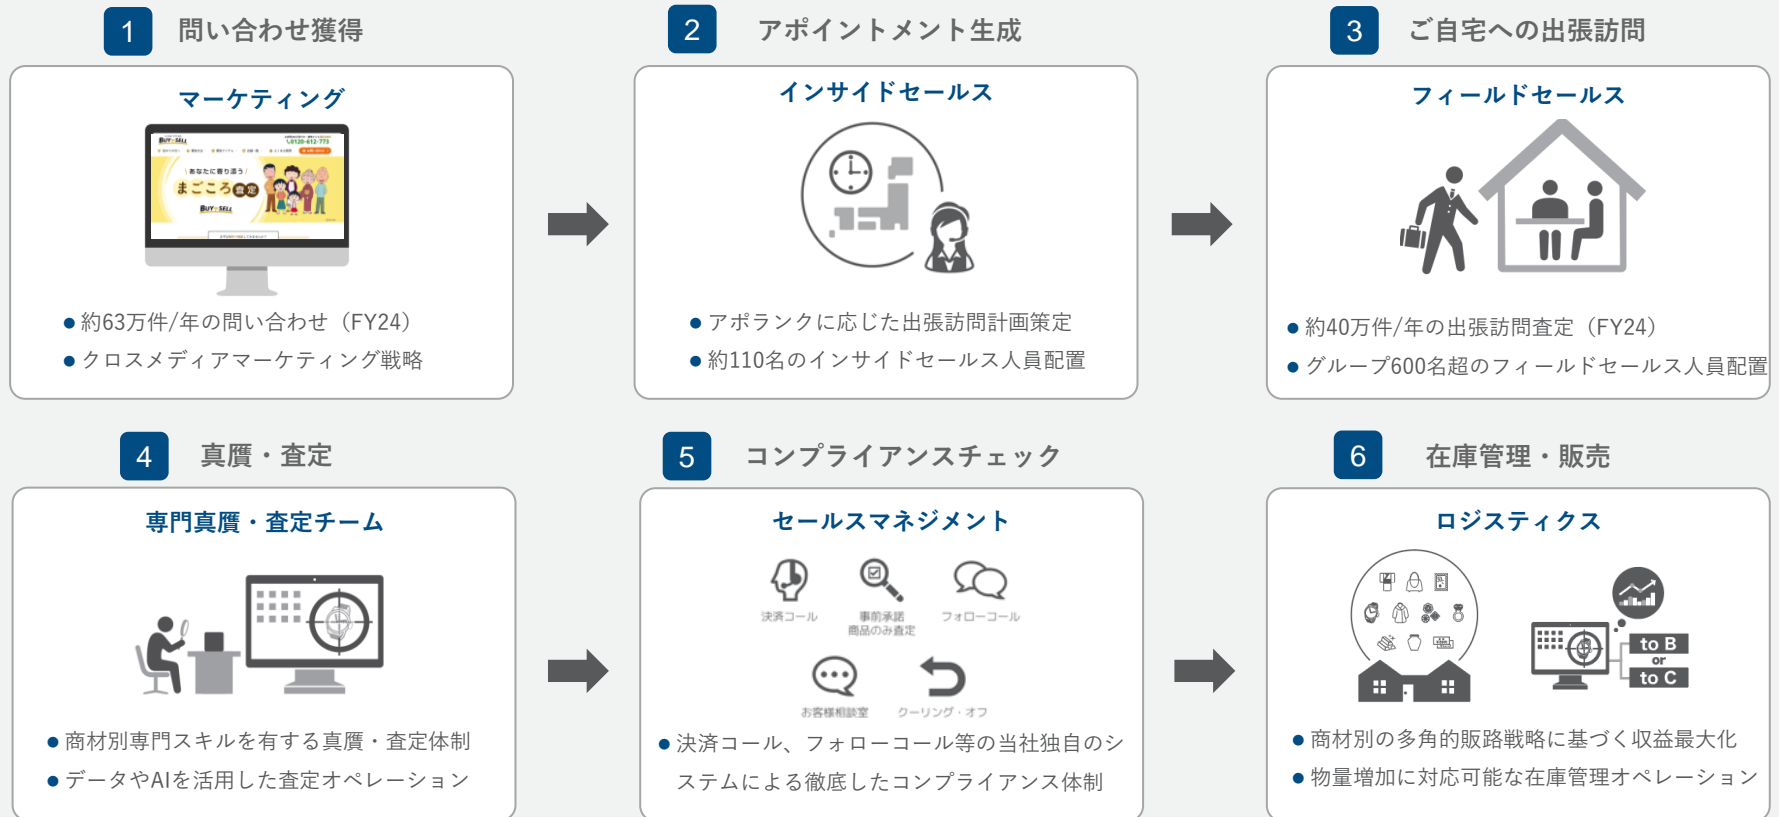 1 問い合わせ獲得
マーケティング
BUY SELL
0120-612-773
あなたに寄り添う
まごころ査定
BUY SELL
●約63万件/年の問い合わせ（FY24）
●クロスメディアマーケティング戦略
2 アポイントメント生成
インサイドセールス
●アポランクに応じた出張訪問計画策定
●約110名のインサイドセールス人員配置
3 ご自宅への出張訪問
フィールドセールス
●約40万件/年の出張訪問査定（FY24）
●グループ600名超のフィールドセールス人員配置
4 真贋・査定
専門真贋・査定チーム
●商材別専門スキルを有する真贋・査定体制
●データやAIを活用した査定オペレーション
5 コンプライアンスチェック
セールスマネジメント
決済コール
事前承諾
商品のみ査定
フォローコール
お客様相談室
クーリング・オフ
●決済コール、フォローコール等の当社独自のシ
ステムによる徹底したコンプライアンス体制
6 在庫管理・販売
ロジスティクス
to B
or
to C
●商材別の多角的販路戦略に基づく収益最大化
●物量増加に対応可能な在庫管理オペレーション